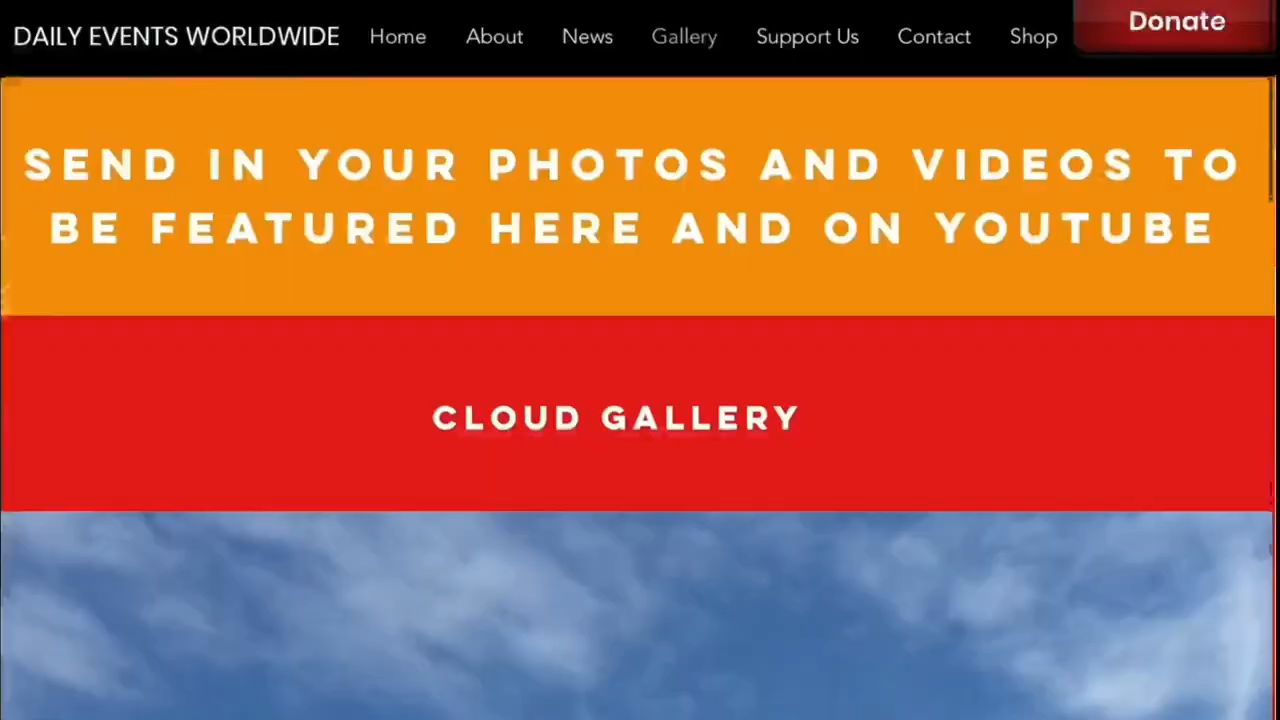 DAILY EVENTS WORLDWIDE Home About News Gallery Support Us Contact Shop Donate
SEND IN YOUR PHOTOS AND VIDEOS TO
BE FEATURED HERE AND ON YOUTUBE
CLOUD GALLERY